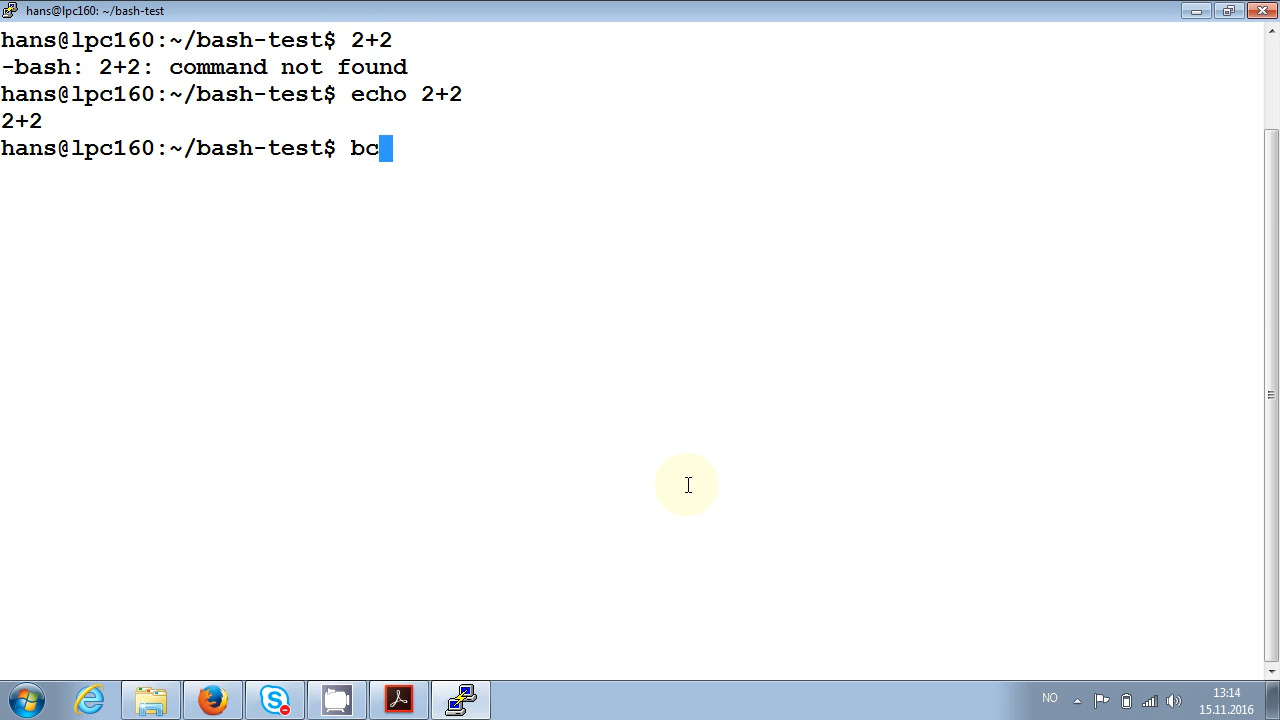 hans@lpc160: ~/bash-test
hans@lpc160:~/bash-test$ 2+2
-bash: 2+2: command not found
hans@lpc160:~/bash-test$ echo 2+2
2+2
hans@lpc160:~/bash-test$ bc
NO
13:14
15.11.2016